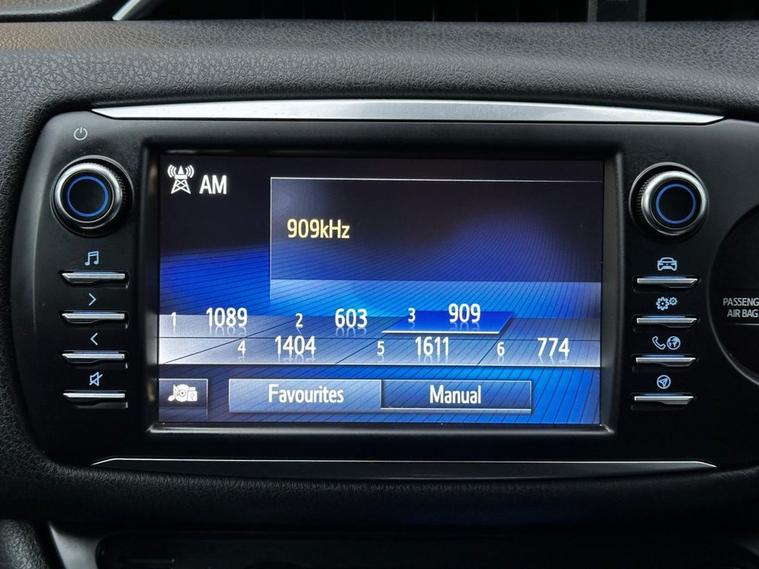 AM
909kHz
1 1089 2 603 3 909
4 1404 5 1611 6 774
Favourites Manual
PASSENG
AIR BAG